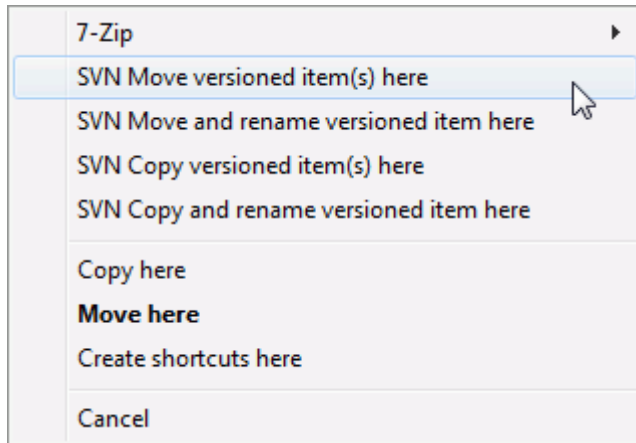 7-Zip
SVN Move versioned item(s) here
SVN Move and rename versioned item here
SVN Copy versioned item(s) here
SVN Copy and rename versioned item here
Copy here
Move here
Create shortcuts here
Cancel